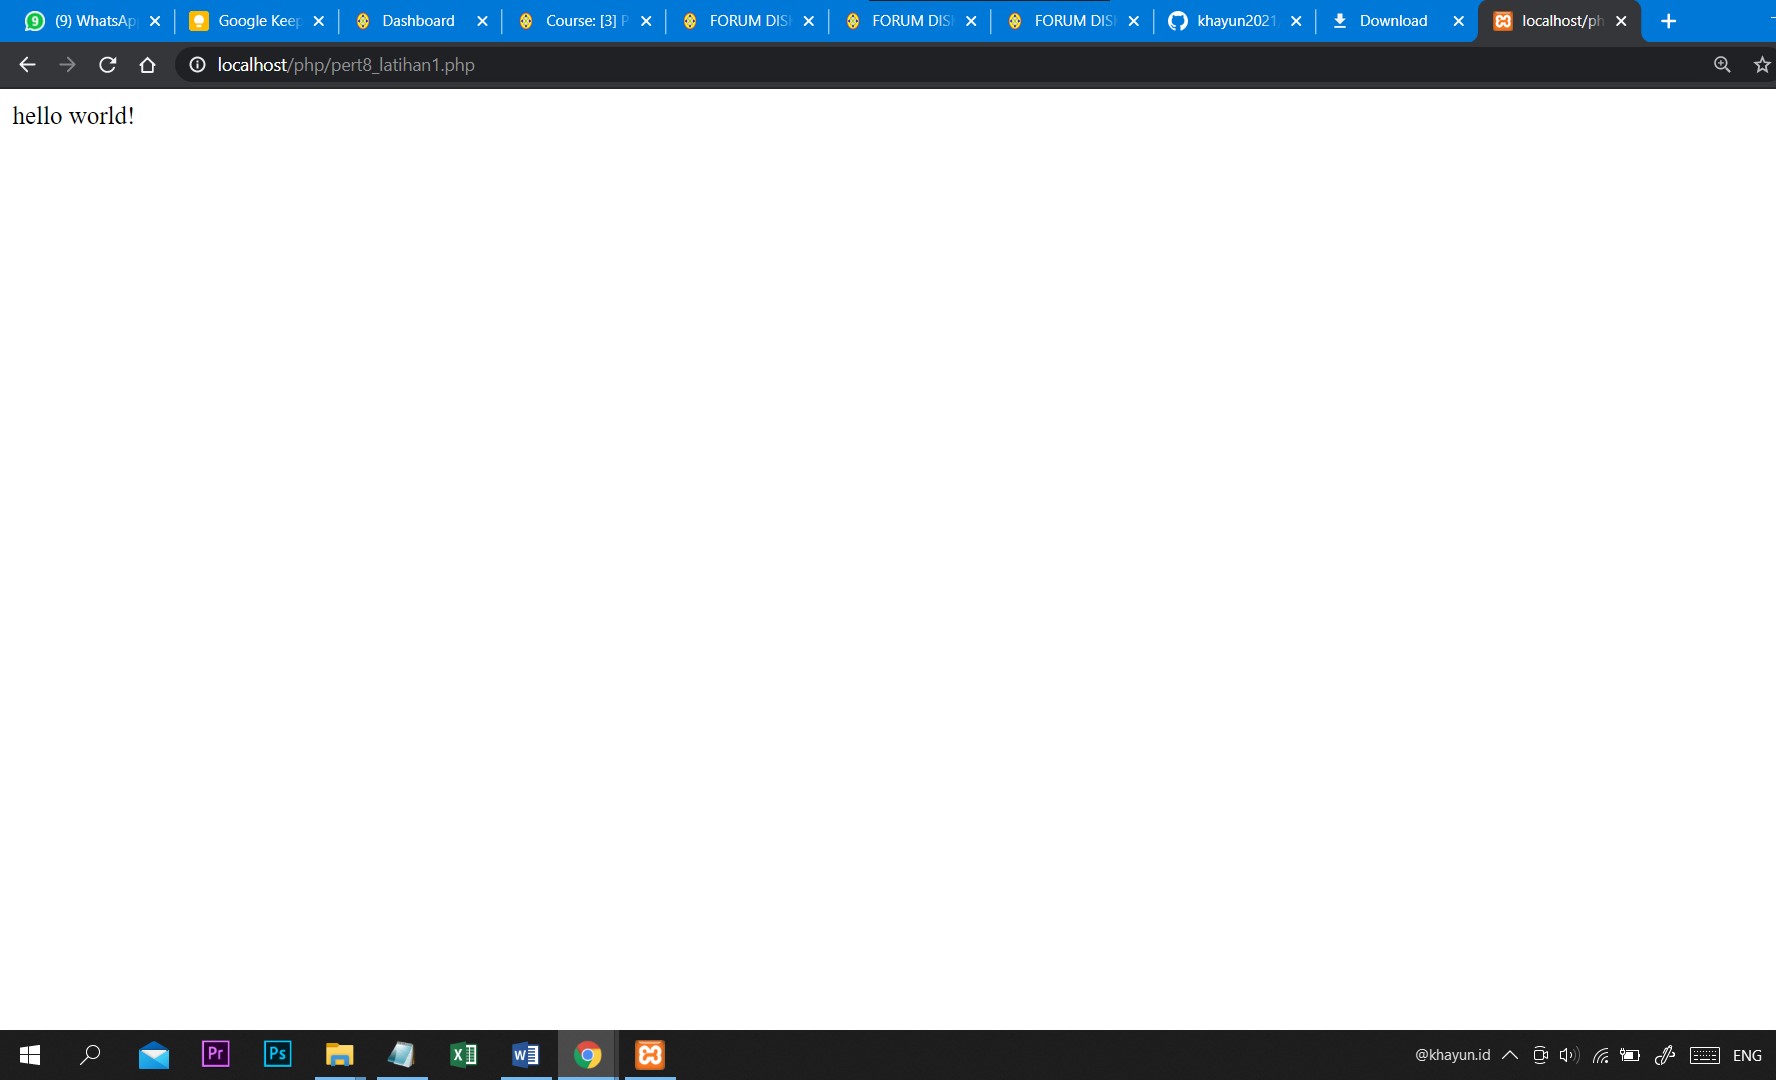 (9) WhatsAp
Google Keep
Dashboard
Course: [3] P
FORUM DIS
FORUM DIS
FORUM DIS
khayun2021
Download
localhost/ph
localhost/php/pert8_latihan1.php
hello world!
Pr
Ps
@khayun.id
ENG